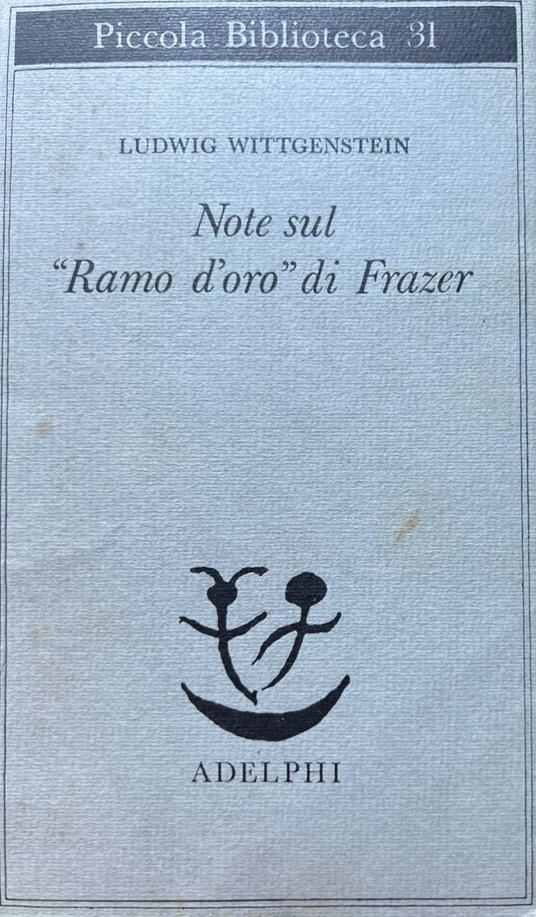 Piccola Biblioteca 31
LUDWIG WITTGENSTEIN
Note sul
“Ramo d’oro” di Frazer
ADELPHI